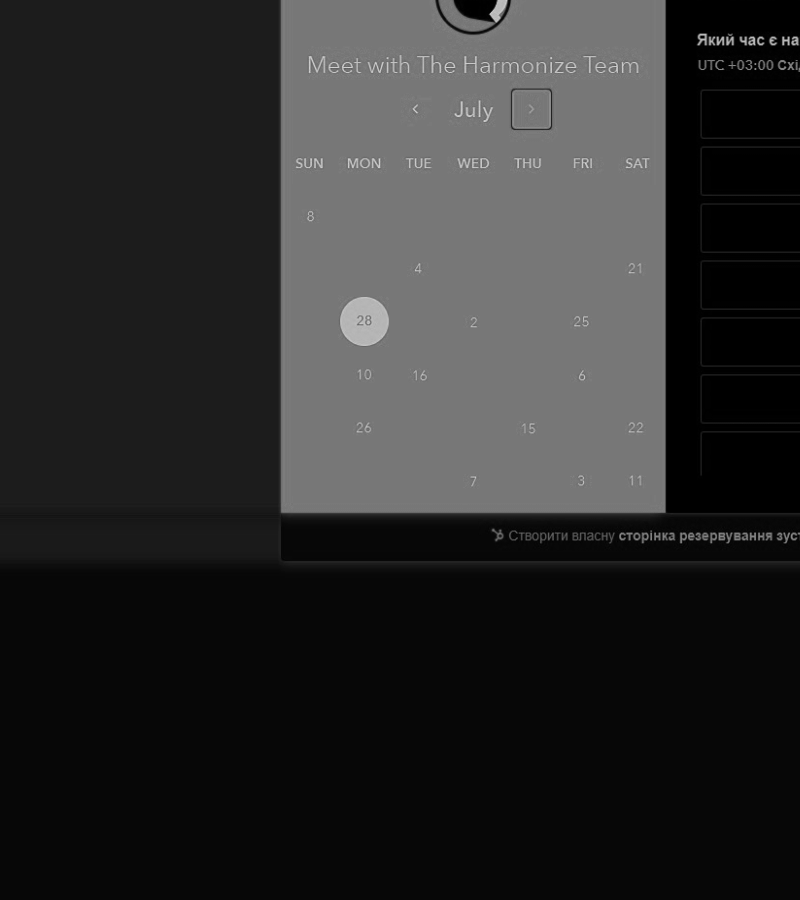 Meet with The Harmonize Team
July
SUN MON TUE WED THU FRI SAT
8
4 21
28 2 25
10 16 6
26 15 22
7 3 11
Який час є на
UTC +03:00
Створити власну сторінка резервування